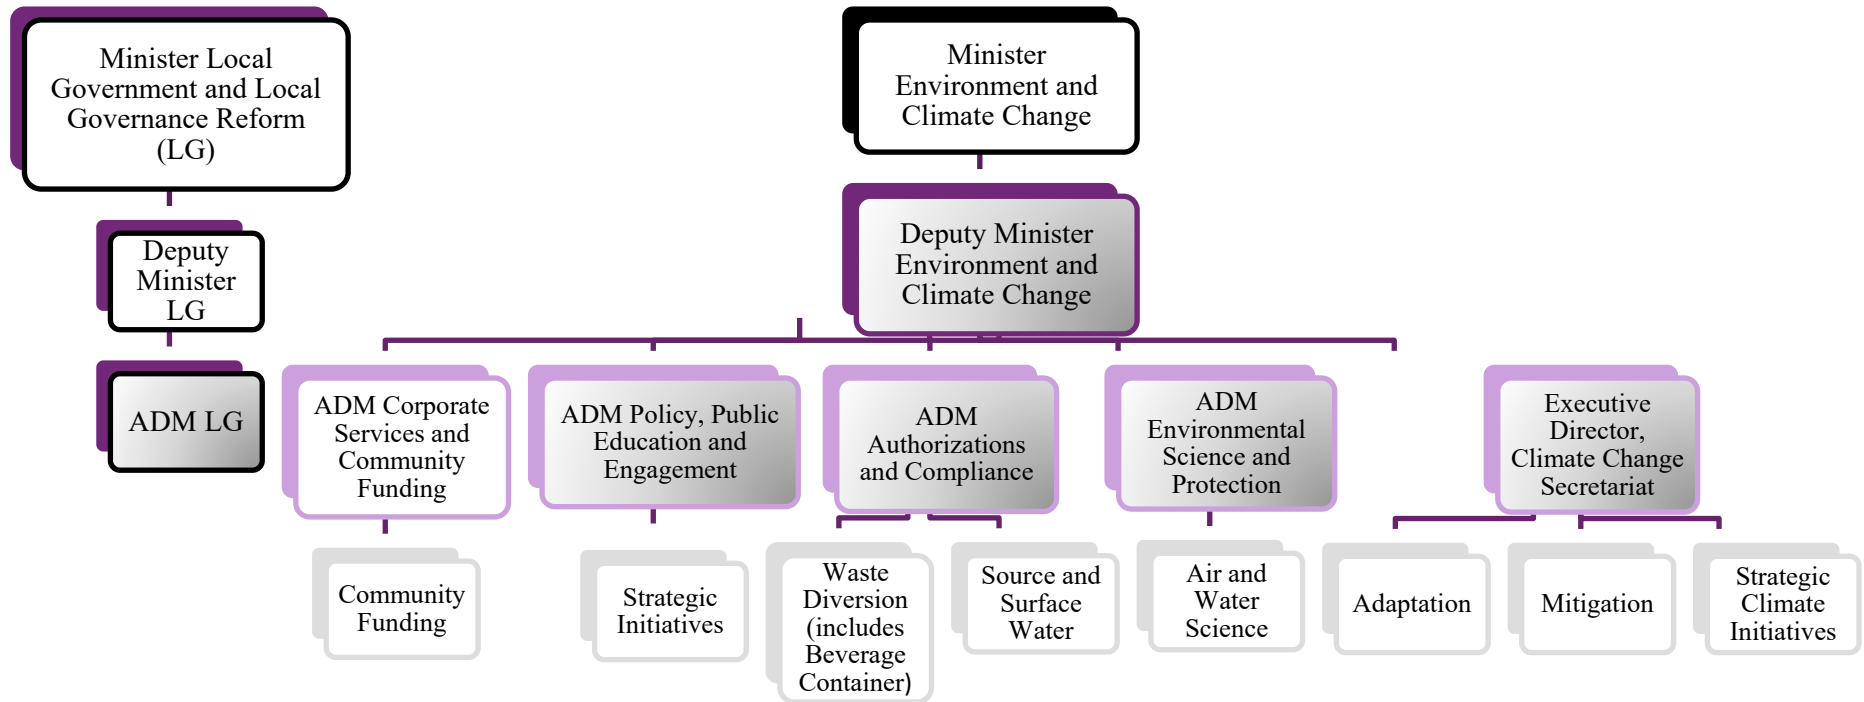 Minister Local
Government and Local
Governance Reform
(LG)
Minister
Environment and
Climate Change
Deputy
Minister
LG
Deputy Minister
Environment and
Climate Change
ADM LG
ADM Corporate
Services and
Community
Funding
ADM Policy, Public
Education and
Engagement
ADM
Authorizations
and Compliance
ADM
Environmental
Science and
Protection
Executive
Director,
Climate Change
Secretariat
Community
Funding
Strategic
Initiatives
Waste
Diversion
(includes
Beverage
Container)
Source and
Surface
Water
Air and
Water
Science
Adaptation
Mitigation
Strategic
Climate
Initiatives